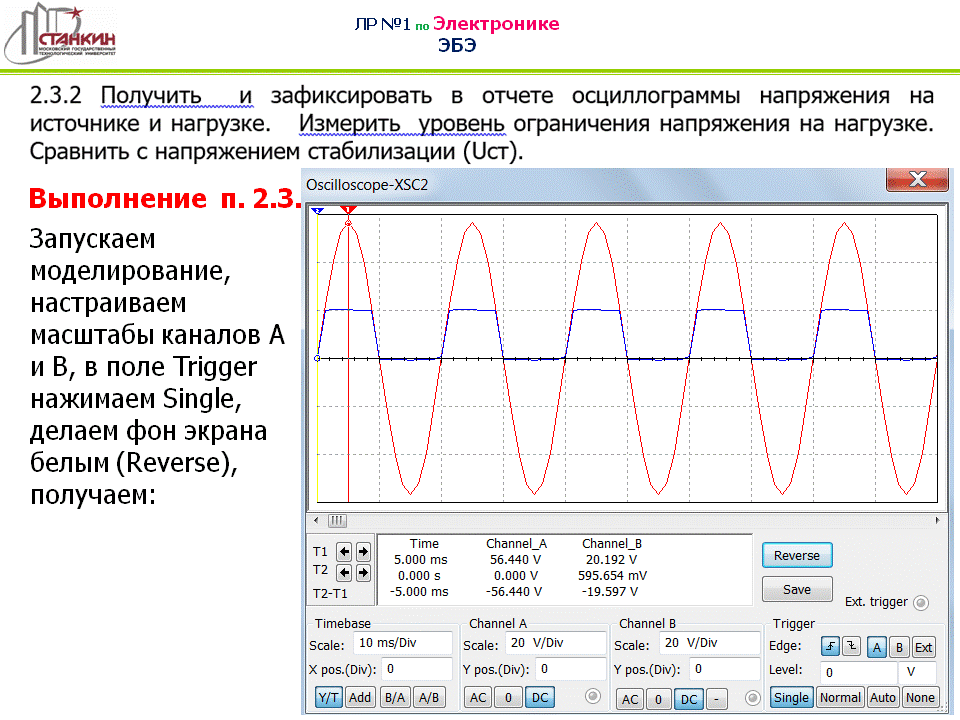 СТАНКИН
МОСКОВСКИЙ ГОСУДАРСТВЕННЫЙ
ТЕХНОЛОГИЧЕСКИЙ УНИВЕРСИТЕТ
ЛР №1 по Электронике
ЭБЭ
2.3.2 Получить и зафиксировать в отчете осциллограммы напряжения на
источнике и нагрузке. Измерить уровень ограничения напряжения на нагрузке.
Сравнить с напряжением стабилизации (Uст).
Выполнение п. 2.3.
Запускаем
моделирование,
настраиваем
масштабы каналов А
и В, в поле Trigger
нажимаем Single,
делаем фон экрана
белым (Reverse),
получаем:
Oscilloscope-XSC2
2 1
Time Channel_A Channel_B
T1 5.000 ms 56.440 V 20.192 V
T2 0.000 s 0.000 V 595.654 mV
T2-T1 -5.000 ms -56.440 V -19.597 V
Reverse
Save
Ext. trigger
Timebase Channel A Channel B Trigger
Scale: 10 ms/Div Scale: 20 V/Div Scale: 20 V/Div Edge: A B Ext
X pos.(Div): 0 Y pos.(Div): 0 Y pos.(Div): 0 Level: 0 V
Y/T Add B/A A/B AC 0 DC AC 0 DC - Single Normal Auto None